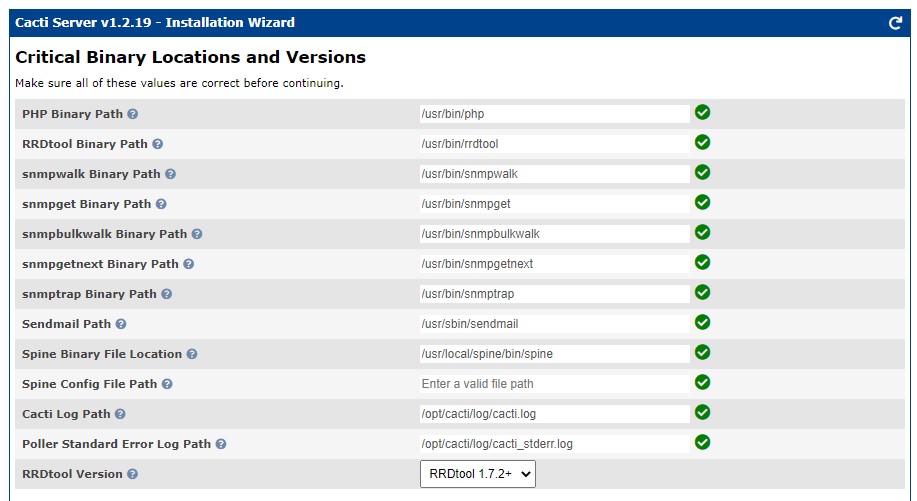 Cacti Server v1.2.19 - Installation Wizard
Critical Binary Locations and Versions
Make sure all of these values are correct before continuing.
PHP Binary Path /usr/bin/php
RRDtool Binary Path /usr/bin/rrdtool
snmpwalk Binary Path /usr/bin/snmpwalk
snmpget Binary Path /usr/bin/snmpget
snmpbulkwalk Binary Path /usr/bin/snmpbulkwalk
snmpgetnext Binary Path /usr/bin/snmpgetnext
snmptrap Binary Path /usr/bin/snmptrap
Sendmail Path /usr/sbin/sendmail
Spine Binary File Location /usr/local/spine/bin/spine
Spine Config File Path Enter a valid file path
Cacti Log Path /opt/cacti/log/cacti.log
Poller Standard Error Log Path /opt/cacti/log/cacti_stderr.log
RRDtool Version RRDtool 1.7.2+